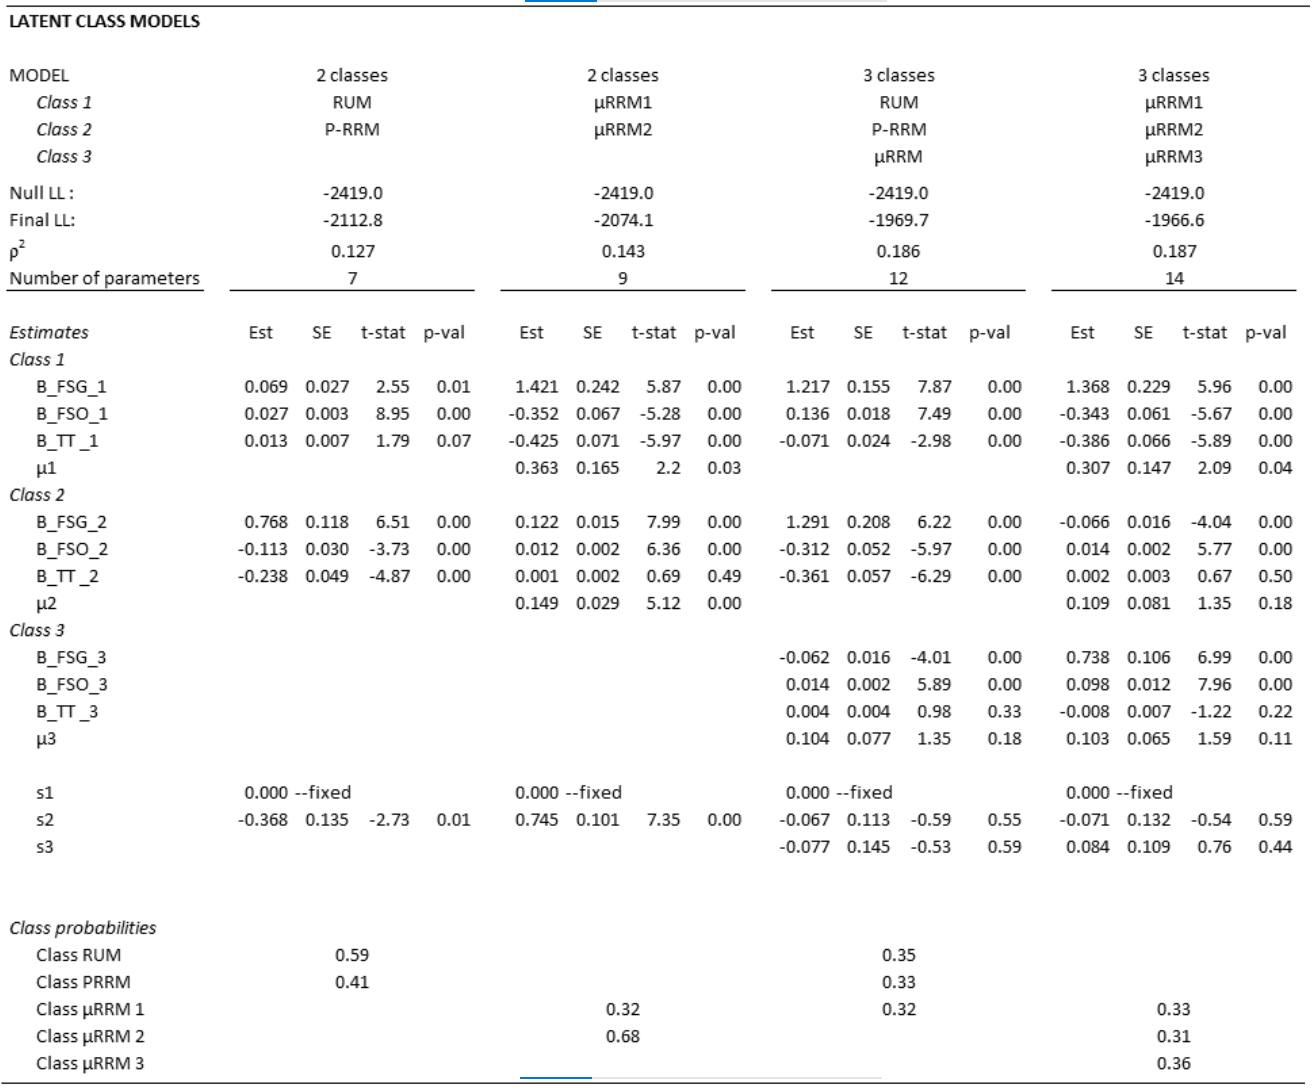 LATENT CLASS MODELS
MODEL 2 classes 2 classes 3 classes 3 classes
Class 1 RUM µRRM1 RUM µRRM1
Class 2 P-RRM µRRM2 P-RRM µRRM2
Class 3 µRRM µRRM3
Null LL : -2419.0 -2419.0 -2419.0 -2419.0
Final LL: -2112.8 -2074.1 -1969.7 -1966.6
ρ² 0.127 0.143 0.186 0.187
Number of parameters 7 9 12 14
Estimates Est SE t-stat p-val Est SE t-stat p-val Est SE t-stat p-val Est SE t-stat p-val
Class 1
B_FSG_1 0.069 0.027 2.55 0.01 1.421 0.242 5.87 0.00 1.217 0.155 7.87 0.00 1.368 0.229 5.96 0.00
B_FSO_1 0.027 0.003 8.95 0.00 -0.352 0.067 -5.28 0.00 0.136 0.018 7.49 0.00 -0.343 0.061 -5.67 0.00
B_TT _1 0.013 0.007 1.79 0.07 -0.425 0.071 -5.97 0.00 -0.071 0.024 -2.98 0.00 -0.386 0.066 -5.89 0.00
µ1 0.363 0.165 2.2 0.03 0.307 0.147 2.09 0.04
Class 2
B_FSG_2 0.768 0.118 6.51 0.00 0.122 0.015 7.99 0.00 1.291 0.208 6.22 0.00 -0.066 0.016 -4.04 0.00
B_FSO_2 -0.113 0.030 -3.73 0.00 0.012 0.002 6.36 0.00 -0.312 0.052 -5.97 0.00 0.014 0.002 5.77 0.00
B_TT _2 -0.238 0.049 -4.87 0.00 0.001 0.002 0.69 0.49 -0.361 0.057 -6.29 0.00 0.002 0.003 0.67 0.50
µ2 0.149 0.029 5.12 0.00 0.109 0.081 1.35 0.18
Class 3
B_FSG_3 -0.062 0.016 -4.01 0.00 0.738 0.106 6.99 0.00
B_FSO_3 0.014 0.002 5.89 0.00 0.098 0.012 7.96 0.00
B_TT _3 0.004 0.004 0.98 0.33 -0.008 0.007 -1.22 0.22
µ3 0.104 0.077 1.35 0.18 0.103 0.065 1.59 0.11
s1 0.000 --fixed 0.000 --fixed 0.000 --fixed 0.000 --fixed
s2 -0.368 0.135 -2.73 0.01 0.745 0.101 7.35 0.00 -0.067 0.113 -0.59 0.55 -0.071 0.132 -0.54 0.59
s3 -0.077 0.145 -0.53 0.59 0.084 0.109 0.76 0.44
Class probabilities
Class RUM 0.59 0.35
Class PRRM 0.41 0.33
Class µRRM 1 0.32 0.32 0.33
Class µRRM 2 0.68 0.31
Class µRRM 3 0.36